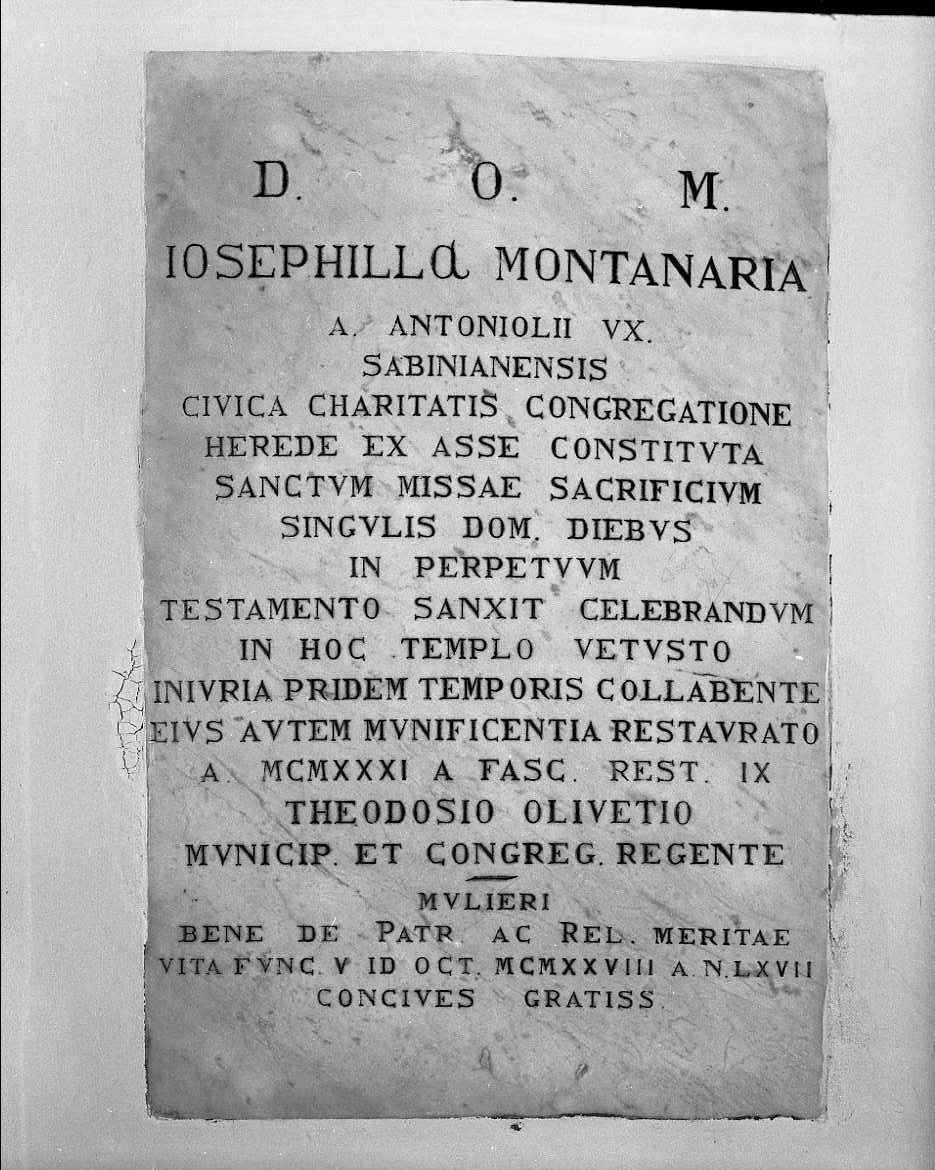 D. O. M.
IOSEPHILLa MONTANARIA
A. ANTONIOLII VX.
SABINIANENSIS
CIVICA CHARITATIS CONGREGATIONE
HEREDE EX ASSE CONSTITVTA
SANCTVM MISSAE SACRIFICIVM
SINGVLIS DOM. DIEBVS
IN PERPETVVM
TESTAMENTO SANXIT CELEBRANDVM
IN HOC TEMPLO VETVSTO
INIVRIA PRIDEM TEMPORIS COLLABENTE
EIVS AVTEM MVNIFICENTIA RESTAVRATO
A. MCMXXXI A FASC. REST. IX
THEODOSIO OLIVETIO
MVNICIP. ET CONGREG. REGENTE
MVLIERI
BENE DE PATR. AC REL. MERITAE
VITA FVNC. V ID OCT. MCMXXVIII A. N. LXVII
CONCIVES GRATISS.